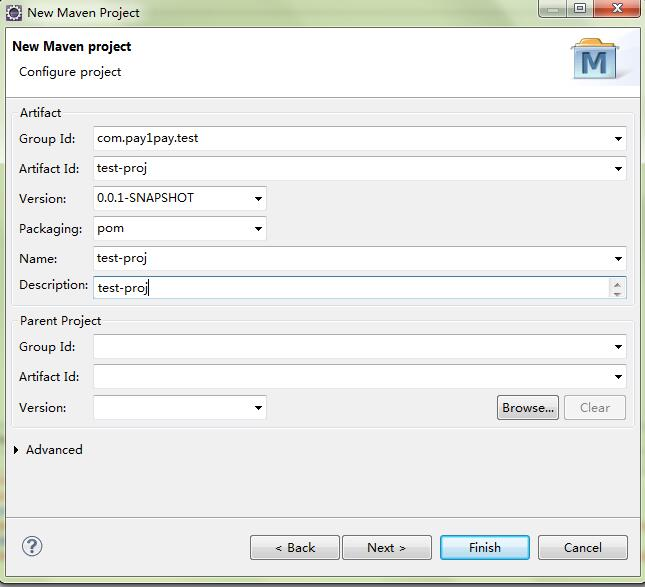 New Maven Project
New Maven project
Configure project
M
Artifact
Group Id: com.pay1pay.test
Artifact Id: test-proj
Version: 0.0.1-SNAPSHOT
Packaging: pom
Name: test-proj
Description: test-proj
Parent Project
Group Id:
Artifact Id:
Version:
Browse... Clear
Advanced
? < Back Next > Finish Cancel